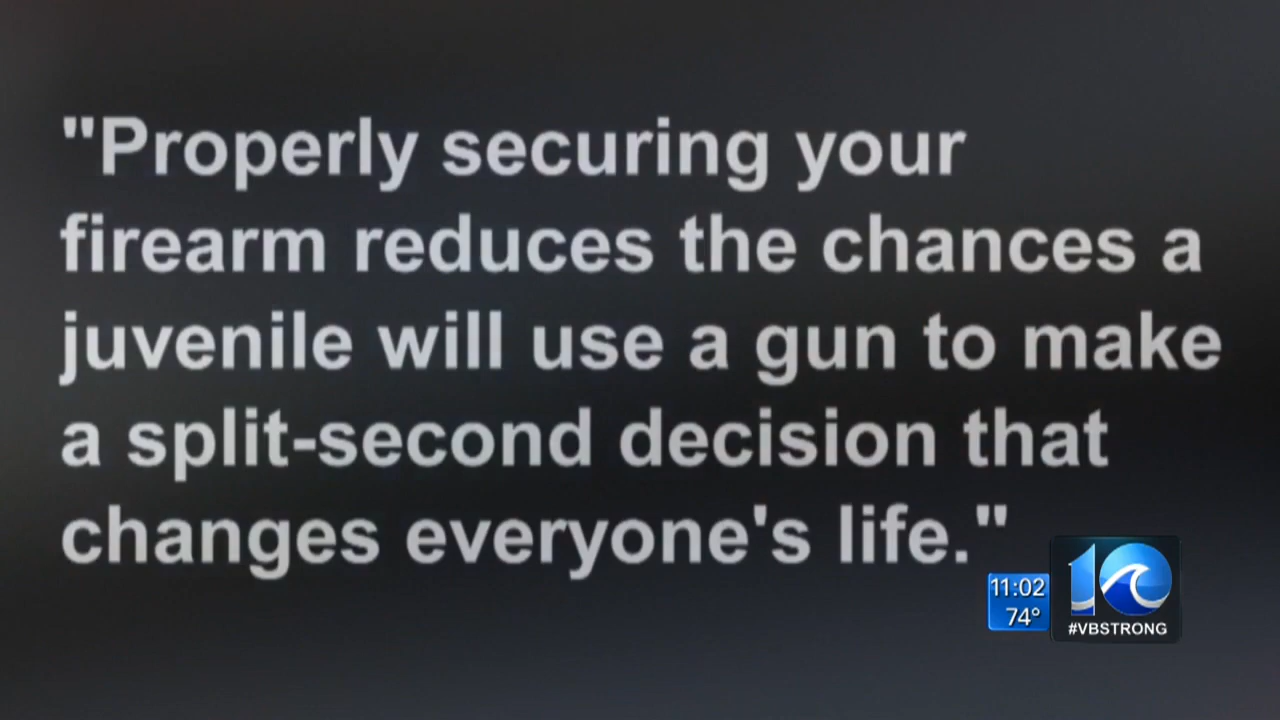 "Properly securing your
firearm reduces the chances a
juvenile will use a gun to make
a split-second decision that
changes everyone's life."
11:02
74°
10
#VBSTRONG